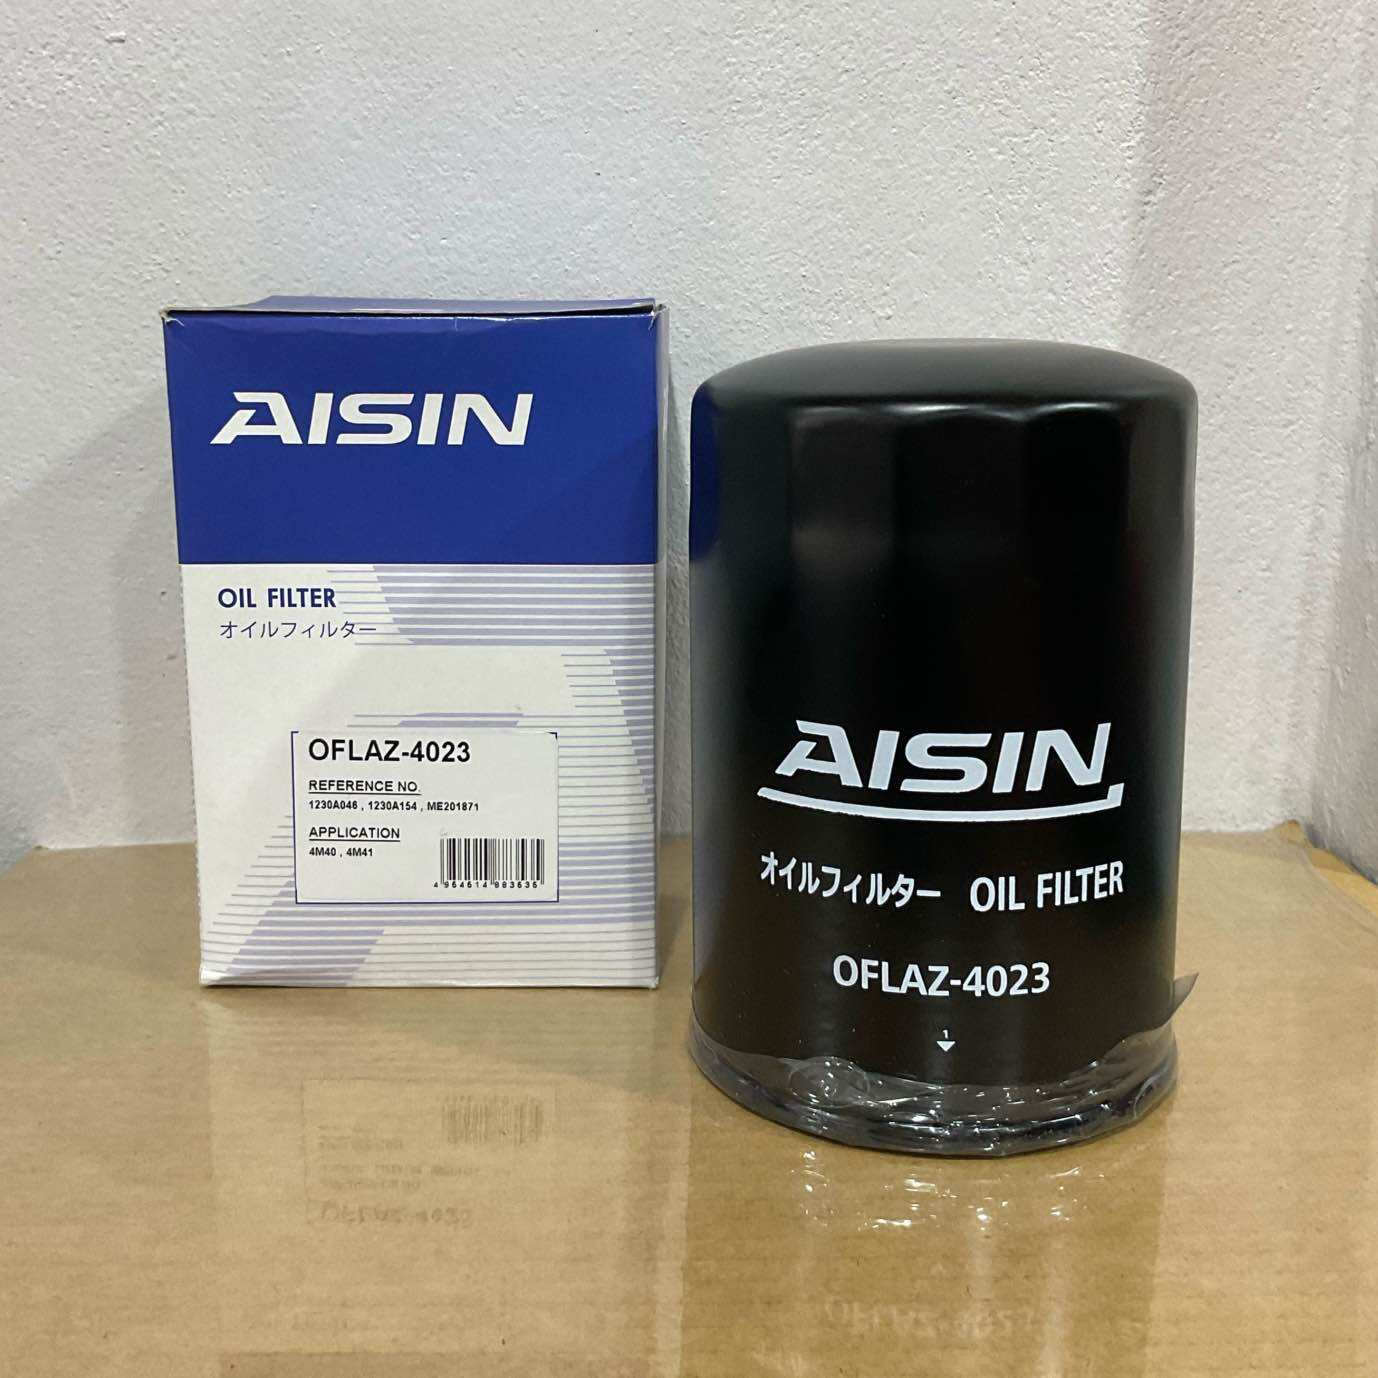 AISIN
OIL FILTER
オイルフィルター
OFLAZ-4023
REFERENCE NO.
1230A046 , 1230A154 , ME201871
APPLICATION
4M40 , 4M41
AISIN
オイルフィルター OIL FILTER
OFLAZ-4023
1